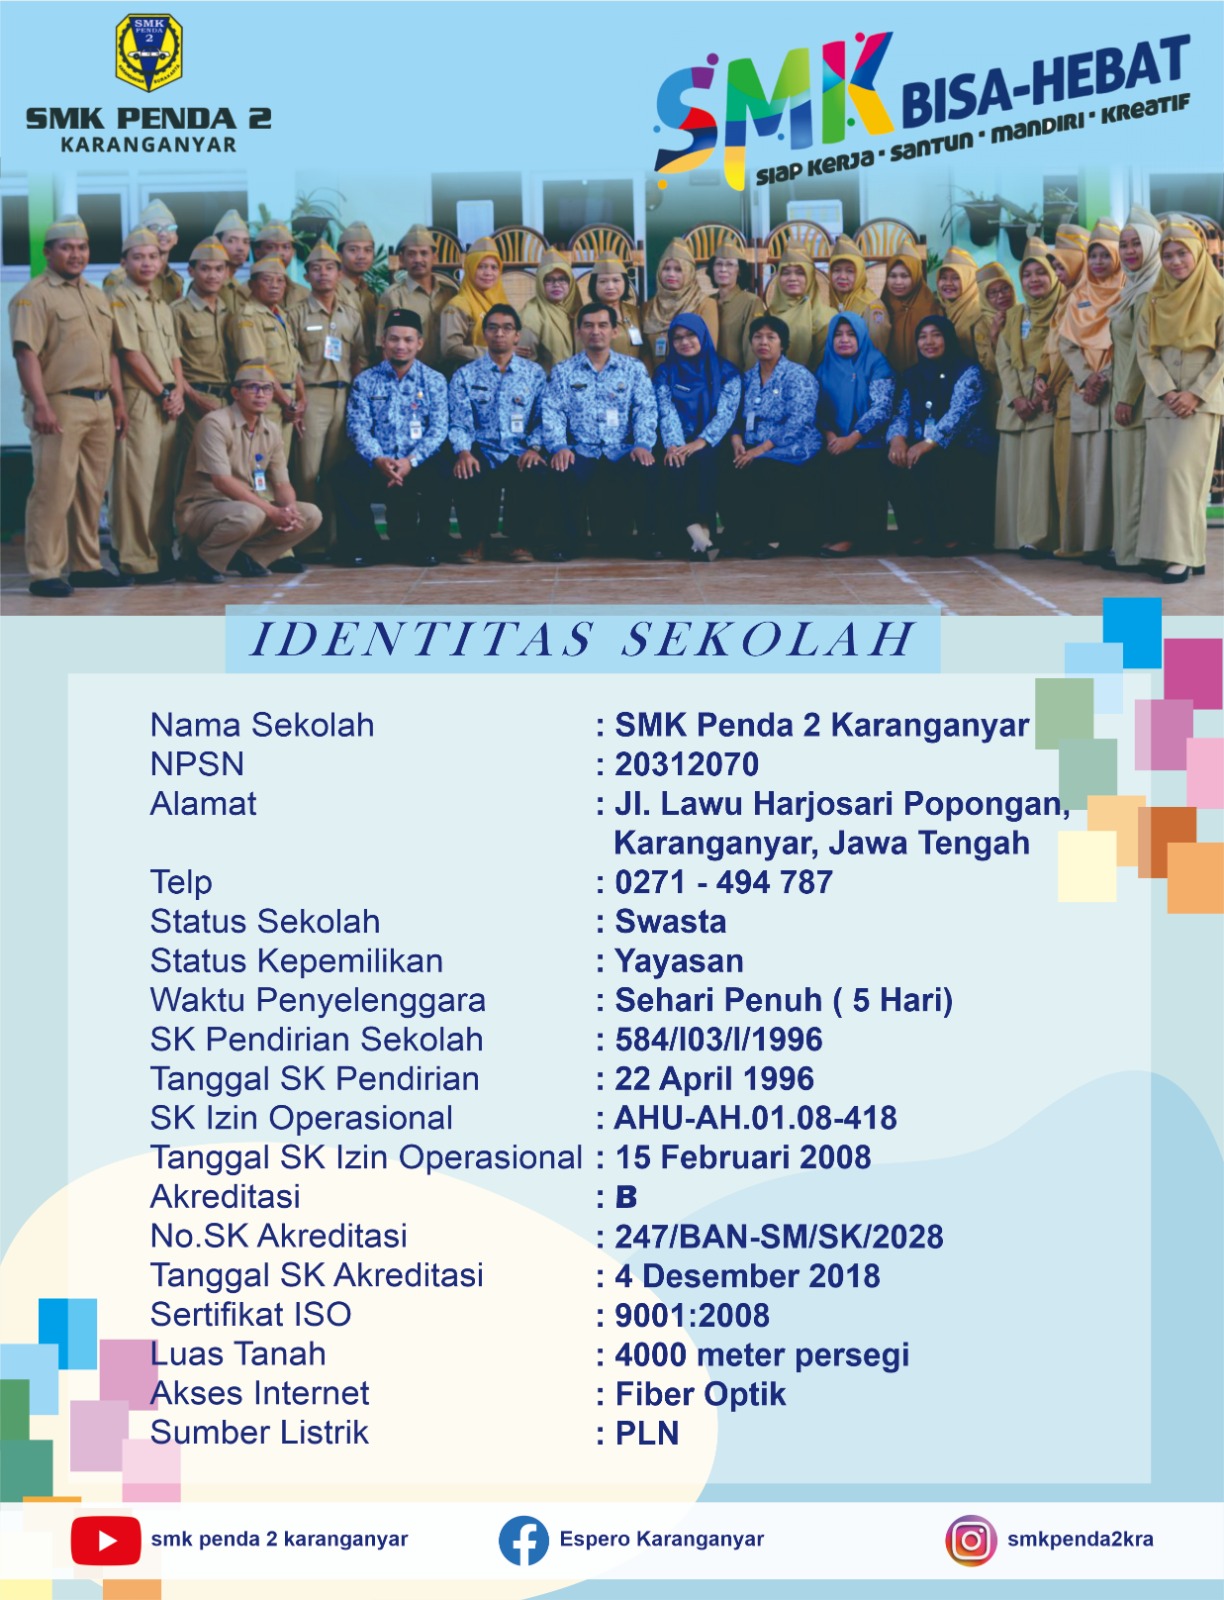 SMK
PENDA
2
SMK PENDA 2
KARANGANYAR
SMK BISA-HEBAT
SIAP KERJA • SANTUN • MANDIRI • KREATIF
IDENTITAS SEKOLAH
Nama Sekolah : SMK Penda 2 Karanganyar
NPSN : 20312070
Alamat : Jl. Lawu Harjosari Popongan,
Karanganyar, Jawa Tengah
Telp : 0271 - 494 787
Status Sekolah : Swasta
Status Kepemilikan : Yayasan
Waktu Penyelenggara : Sehari Penuh ( 5 Hari)
SK Pendirian Sekolah : 584/I03/I/1996
Tanggal SK Pendirian : 22 April 1996
SK Izin Operasional : AHU-AH.01.08-418
Tanggal SK Izin Operasional : 15 Februari 2008
Akreditasi : B
No.SK Akreditasi : 247/BAN-SM/SK/2028
Tanggal SK Akreditasi : 4 Desember 2018
Sertifikat ISO : 9001:2008
Luas Tanah : 4000 meter persegi
Akses Internet : Fiber Optik
Sumber Listrik : PLN
smk penda 2 karanganyar Espero Karanganyar smkpenda2kra